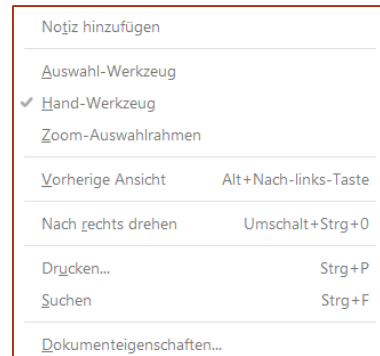 Notiz hinzufügen
Auswahl-Werkzeug
Hand-Werkzeug
Zoom-Auswahlrahmen
Vorherige Ansicht Alt+Nach-links-Taste
Nach rechts drehen Umschalt+Strg+0
Drucken... Strg+P
Suchen Strg+F
Dokumenteigenschaften...